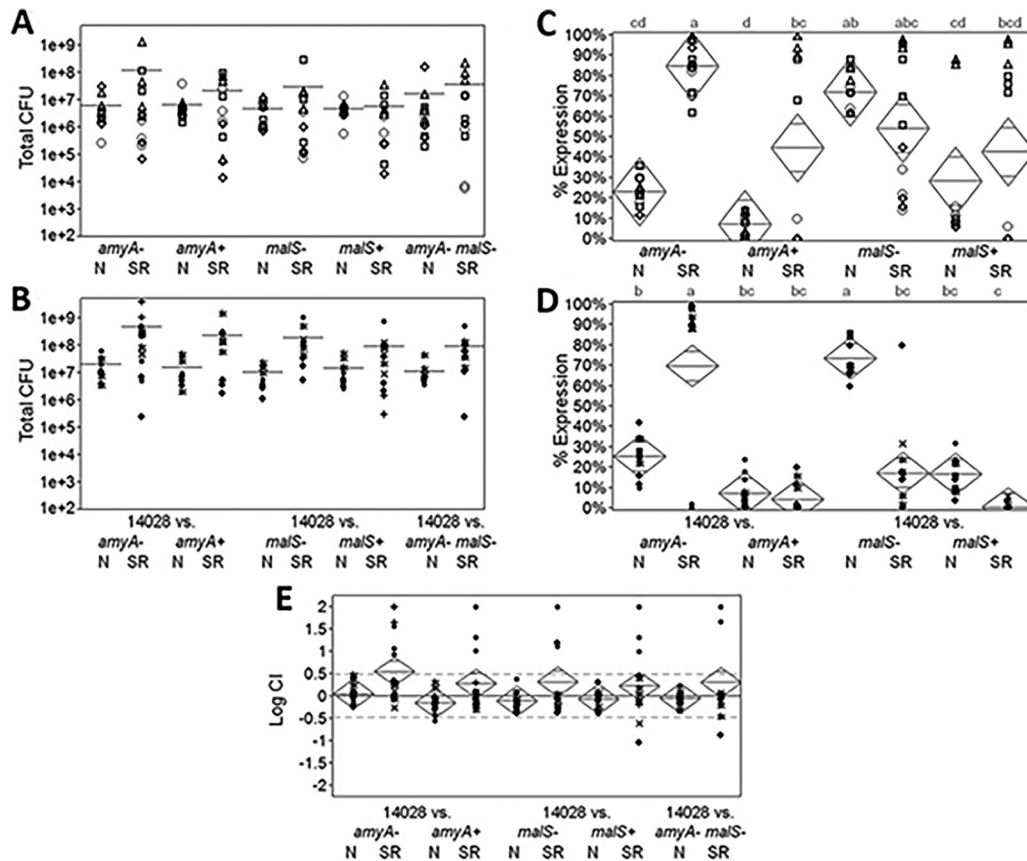 A
Total CFU
1e+9
1e+8
1e+7
1e+6
1e+5
1e+4
1e+3
1e+2
amyA- amyA+ malS- malS+ amyA- malS-
N SR N SR N SR N SR N SR
C
cd a d bc ab abc cd bcd
% Expression
100%
90%
80%
70%
60%
50%
40%
30%
20%
10%
0%
amyA- amyA+ malS- malS+
N SR N SR N SR N SR
B
Total CFU
1e+9
1e+8
1e+7
1e+6
1e+5
1e+4
1e+3
1e+2
14028 vs. 14028 vs. 14028 vs.
amyA- amyA+ malS- malS+ amyA- malS-
N SR N SR N SR N SR N SR
D
b a bc bc a bc bc c
% Expression
100%
90%
80%
70%
60%
50%
40%
30%
20%
10%
0%
14028 vs. 14028 vs.
amyA- amyA+ malS- malS+
N SR N SR N SR N SR
E
Log CI
2
1
0.5
0
-0.5
-1
-2
14028 vs. 14028 vs. 14028 vs.
amyA- amyA+ malS- malS+ amyA- malS-
N SR N SR N SR N SR N SR